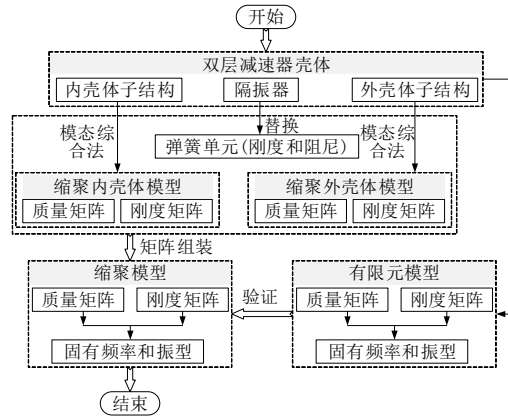 开始
双层减速器壳体
内壳体子结构
隔振器
外壳体子结构
模态综
合法
替换
弹簧单元(刚度和阻尼)
模态综
合法
缩聚内壳体模型
质量矩阵
刚度矩阵
缩聚外壳体模型
质量矩阵
刚度矩阵
矩阵组装
缩聚模型
质量矩阵
刚度矩阵
固有频率和振型
验证
有限元模型
质量矩阵
刚度矩阵
固有频率和振型
结束